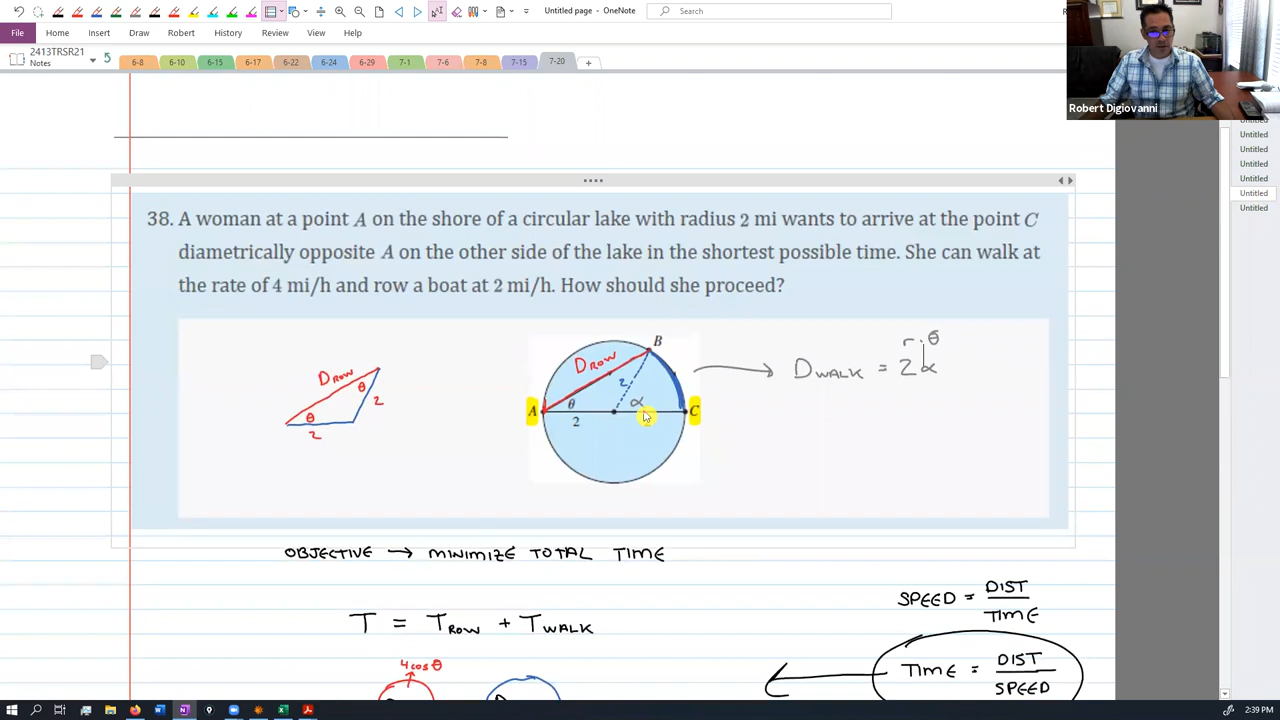 Untitled page - OneNote
Search
File
Home
Insert
Draw
Robert
History
Review
View
Help
2413TRSR21
Notes
6-8
6-10
6-15
6-17
6-22
6-24
6-29
7-1
7-6
7-8
7-15
7-20
Robert Digiovanni
Untitled
Untitled
Untitled
Untitled
Untitled
Untitled
Untitled
38. A woman at a point A on the shore of a circular lake with radius 2 mi wants to arrive at the point C
diametrically opposite A on the other side of the lake in the shortest possible time. She can walk at
the rate of 4 mi/h and row a boat at 2 mi/h. How should she proceed?
DROW
θ
θ
2
2
DROW
B
2
A
θ
α
C
2
r · θ
DWALK = 2α
OBJECTIVE → MINIMIZE TOTAL TIME
SPEED = DIST
TIME
T = TROW + TWALK
4cosθ
TIME = DIST
SPEED
2:39 PM